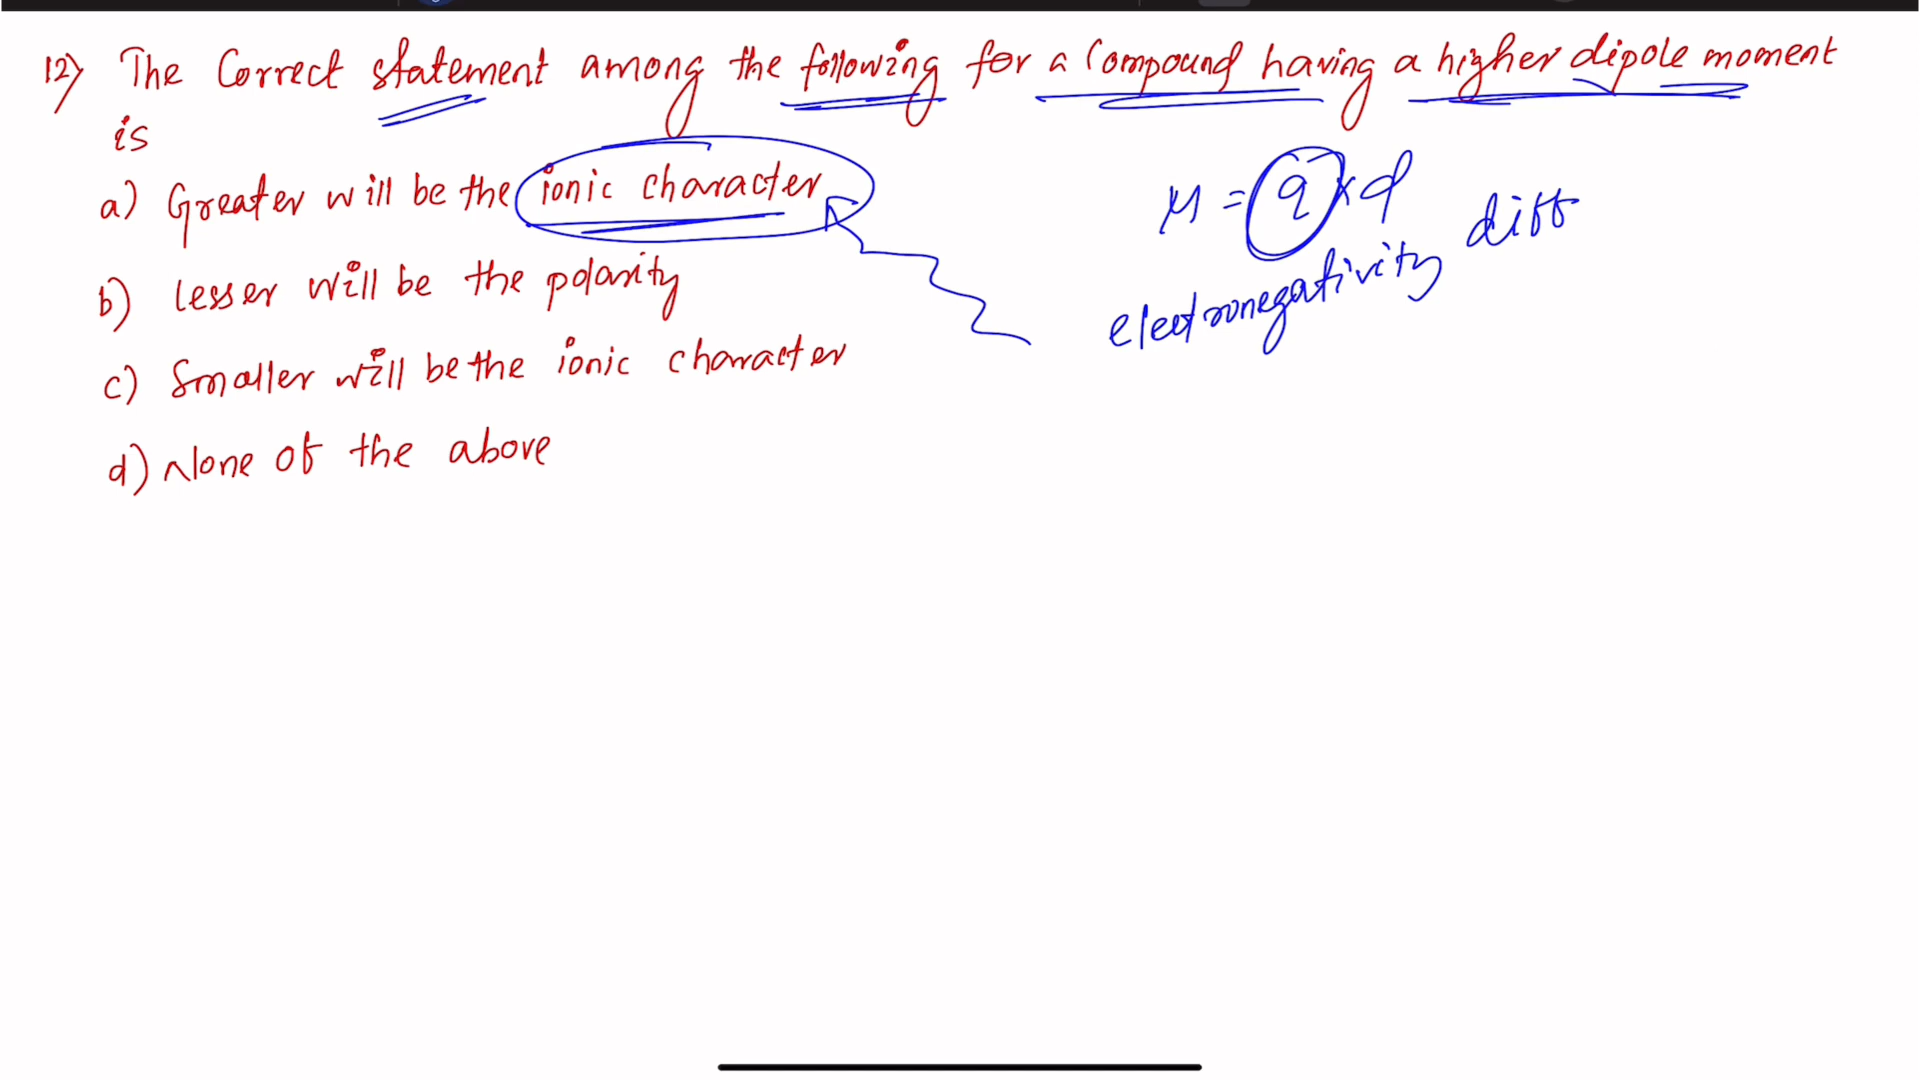 12) The Correct statement among the following for a Compound having a higher dipole moment
is
a) Greater will be the ionic character
b) lesser will be the polarity
c) Smaller will be the ionic character
d) None of the above
μ = q × d
electronegativity diff